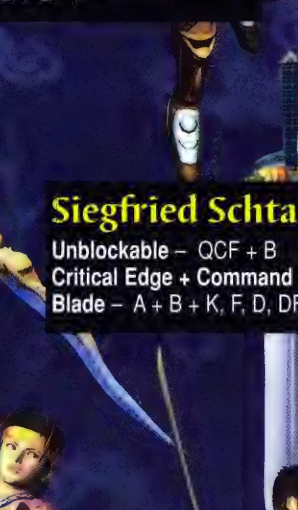 Siegfried Schta
Unblockable – QCF + B
Critical Edge + Command
Blade – A + B + K, F, D, DF